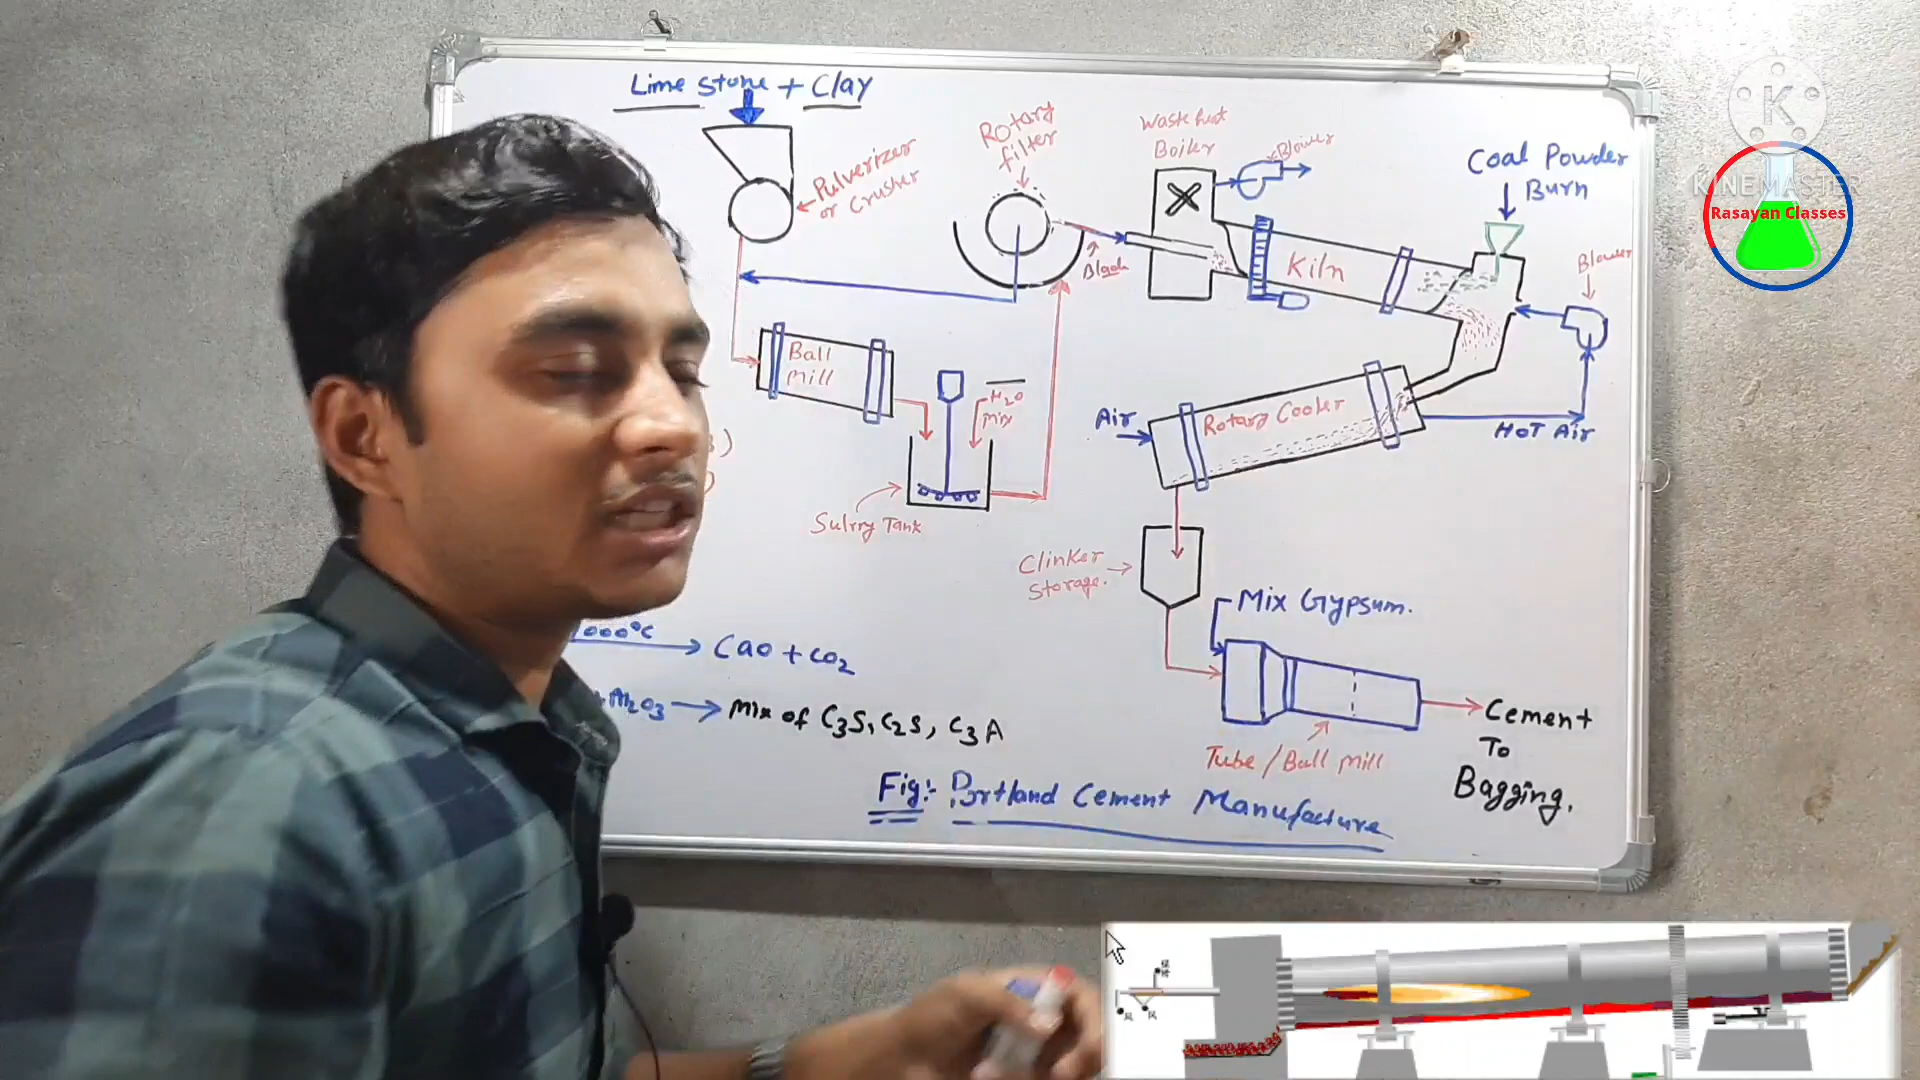 Lime stone + Clay
Pulverizer
or Crusher
Rotary
filter
Waste heat
Boiler
Blower
Coal Powder
Burn
KINEMASTER
Rasayan Classes
Blower
Kiln
Blade
Ball
Mill
H2O
Mix
Sulrry Tank
Air
Rotary Cooler
HOT Air
Clinker
Storage.
Mix Gypsum.
1000°C
CaO + CO2
+ Al2O3 → Mix of C3S, C2S, C3A
Tube / Ball Mill
Cement
To
Bagging.
Fig:- Portland Cement Manufacture